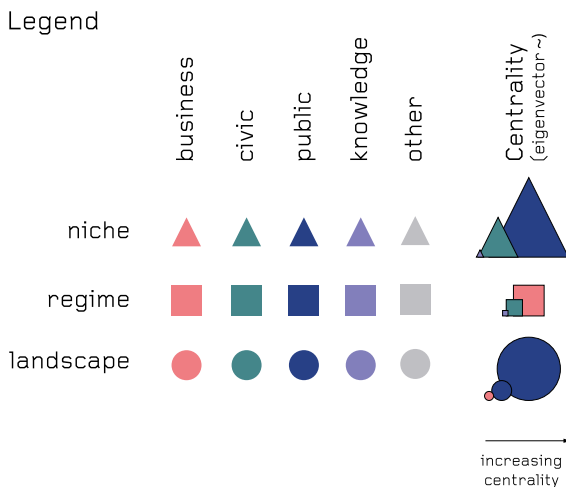 Legend
business
civic
public
knowledge
other
Centrality
(eigenvector ~)
niche
regime
landscape
increasing
centrality